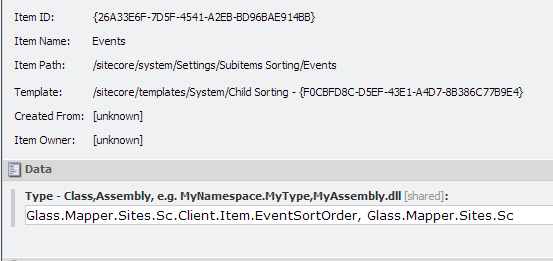 Item ID: {26A33E6F-7D5F-4541-A2EB-BD96BAE914BB}
Item Name: Events
Item Path: /sitecore/system/Settings/Subitems Sorting/Events
Template: /sitecore/templates/System/Child Sorting - {F0CBFD8C-D5EF-43E1-A4D7-8B386C77B9E4}
Created From: [unknown]
Item Owner: [unknown]
Data
Type - Class,Assembly, e.g. MyNamespace.MyType,MyAssembly.dll [shared]:
Glass.Mapper.Sites.Sc.Client.Item.EventSortOrder, Glass.Mapper.Sites.Sc